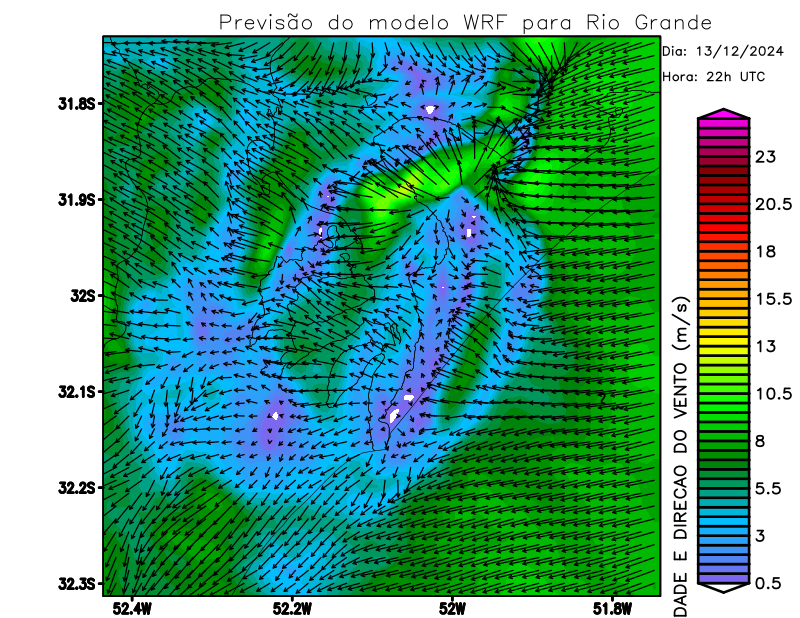 Previsão do modelo WRF para Rio Grande
Dia: 13/12/2024
Hora: 22h UTC
31.8S
31.9S
32S
32.1S
32.2S
32.3S
52.4W
52.2W
52W
51.8W
DADE E DIRECAO DO VENTO (m/s)
23
20.5
18
15.5
13
10.5
8
5.5
3
0.5